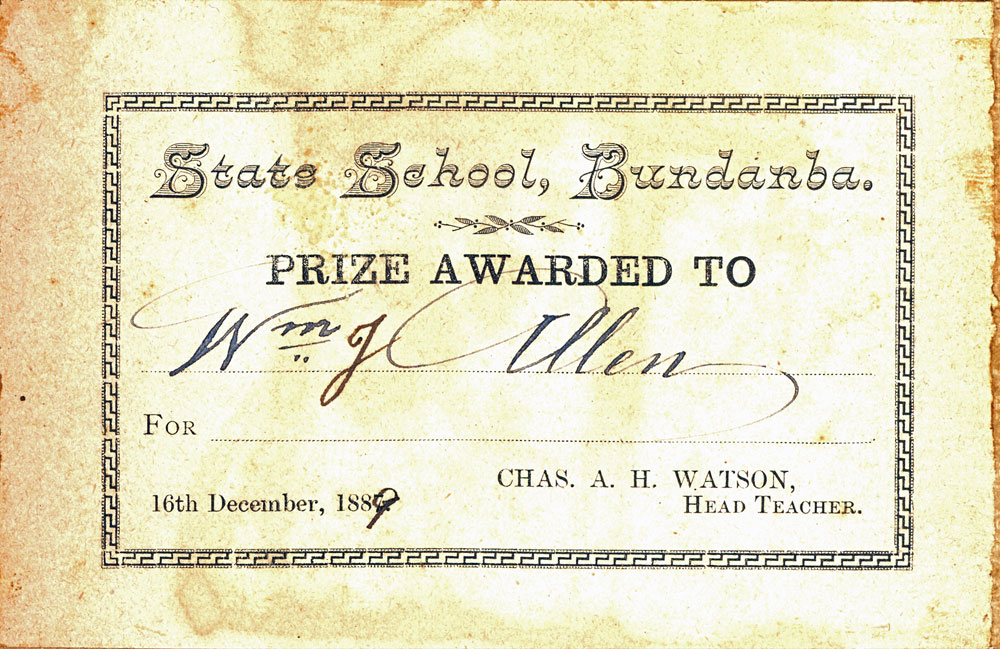 State School, Bundanba.
PRIZE AWARDED TO
Wm J Allen
FOR
16th December, 1889
CHAS. A. H. WATSON,
HEAD TEACHER.